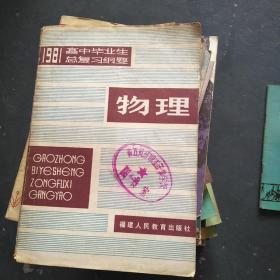 1981
高中毕业生
总复习纲要
物理
GAOZHONG
BIYESHENG
ZONGFUXI
GANGYAO
福建人民教育出版社